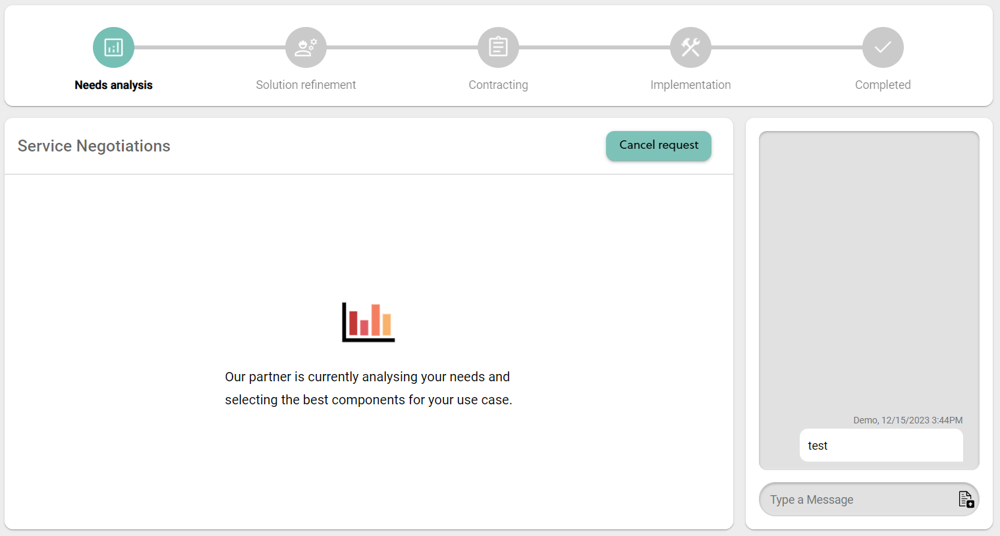 Needs analysis
Solution refinement
Contracting
Implementation
Completed
Service Negotiations
Cancel request
Our partner is currently analysing your needs and
selecting the best components for your use case.
Demo, 12/15/2023 3:44PM
test
Type a Message